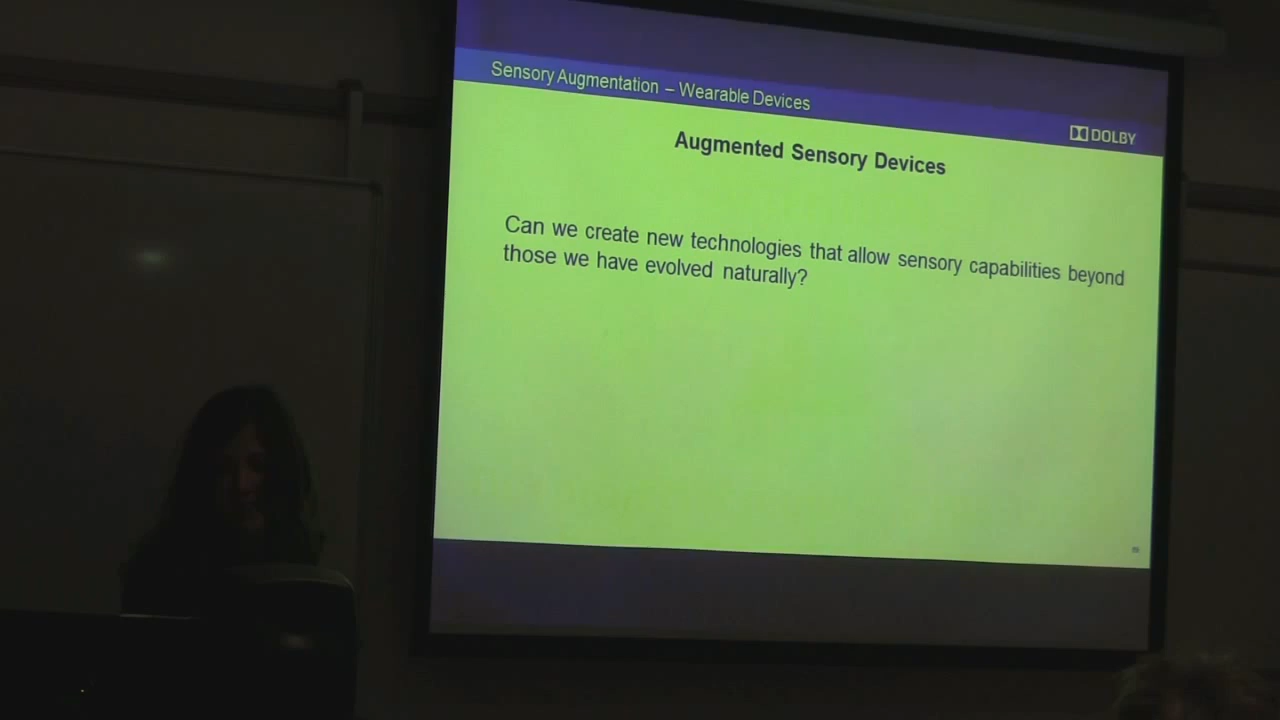 Sensory Augmentation – Wearable Devices
DOLBY
Augmented Sensory Devices
Can we create new technologies that allow sensory capabilities beyond
those we have evolved naturally?